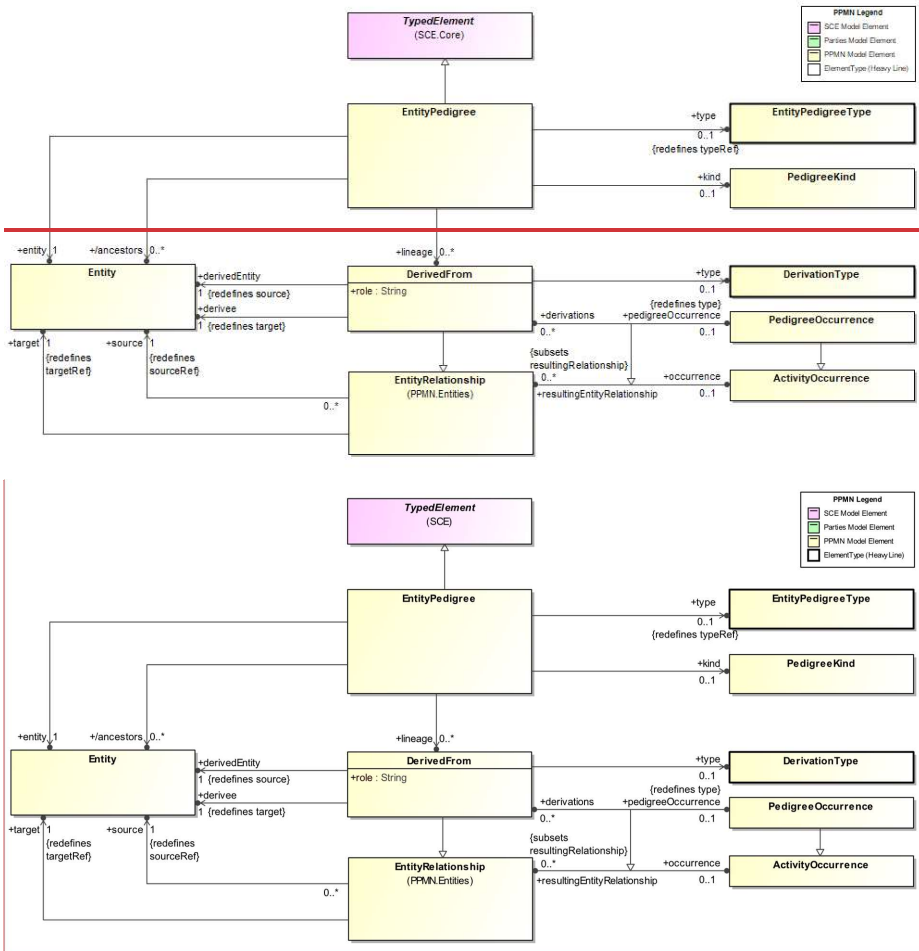 TypedElement
(SCE.Core)
PPMN Legend
SCE Model Element
Parties Model Element
PPMN Model Element
ElementType (Heavy Line)
EntityPedigree
+type
0..1
{redefines typeRef}
EntityPedigreeType
+kind
0..1
PedigreeKind
+entity 1
+/ancestors 0..*
+lineage 0..*
Entity
+derivedEntity
1 {redefines source}
+derivee
1 {redefines target}
DerivedFrom
+role : String
+type
0..1
{redefines type}
DerivationType
+derivations
0..*
+pedigreeOccurrence
0..1
PedigreeOccurrence
+target 1
{redefines
targetRef}
+source 1
{redefines
sourceRef}
0..*
EntityRelationship
(PPMN.Entities)
{subsets
resultingRelationship}
0..*
+resultingEntityRelationship
+occurrence
0..1
ActivityOccurrence
TypedElement
(SCE)
PPMN Legend
SCE Model Element
Parties Model Element
PPMN Model Element
ElementType (Heavy Line)
EntityPedigree
+type
0..1
{redefines typeRef}
EntityPedigreeType
+kind
0..1
PedigreeKind
+entity 1
+/ancestors 0..*
+lineage 0..*
Entity
+derivedEntity
1 {redefines source}
+derivee
1 {redefines target}
DerivedFrom
+role : String
+type
0..1
{redefines type}
DerivationType
+derivations
0..*
+pedigreeOccurrence
0..1
PedigreeOccurrence
+target 1
{redefines
targetRef}
+source 1
{redefines
sourceRef}
0..*
EntityRelationship
(PPMN.Entities)
{subsets
resultingRelationship}
0..*
+resultingEntityRelationship
+occurrence
0..1
ActivityOccurrence